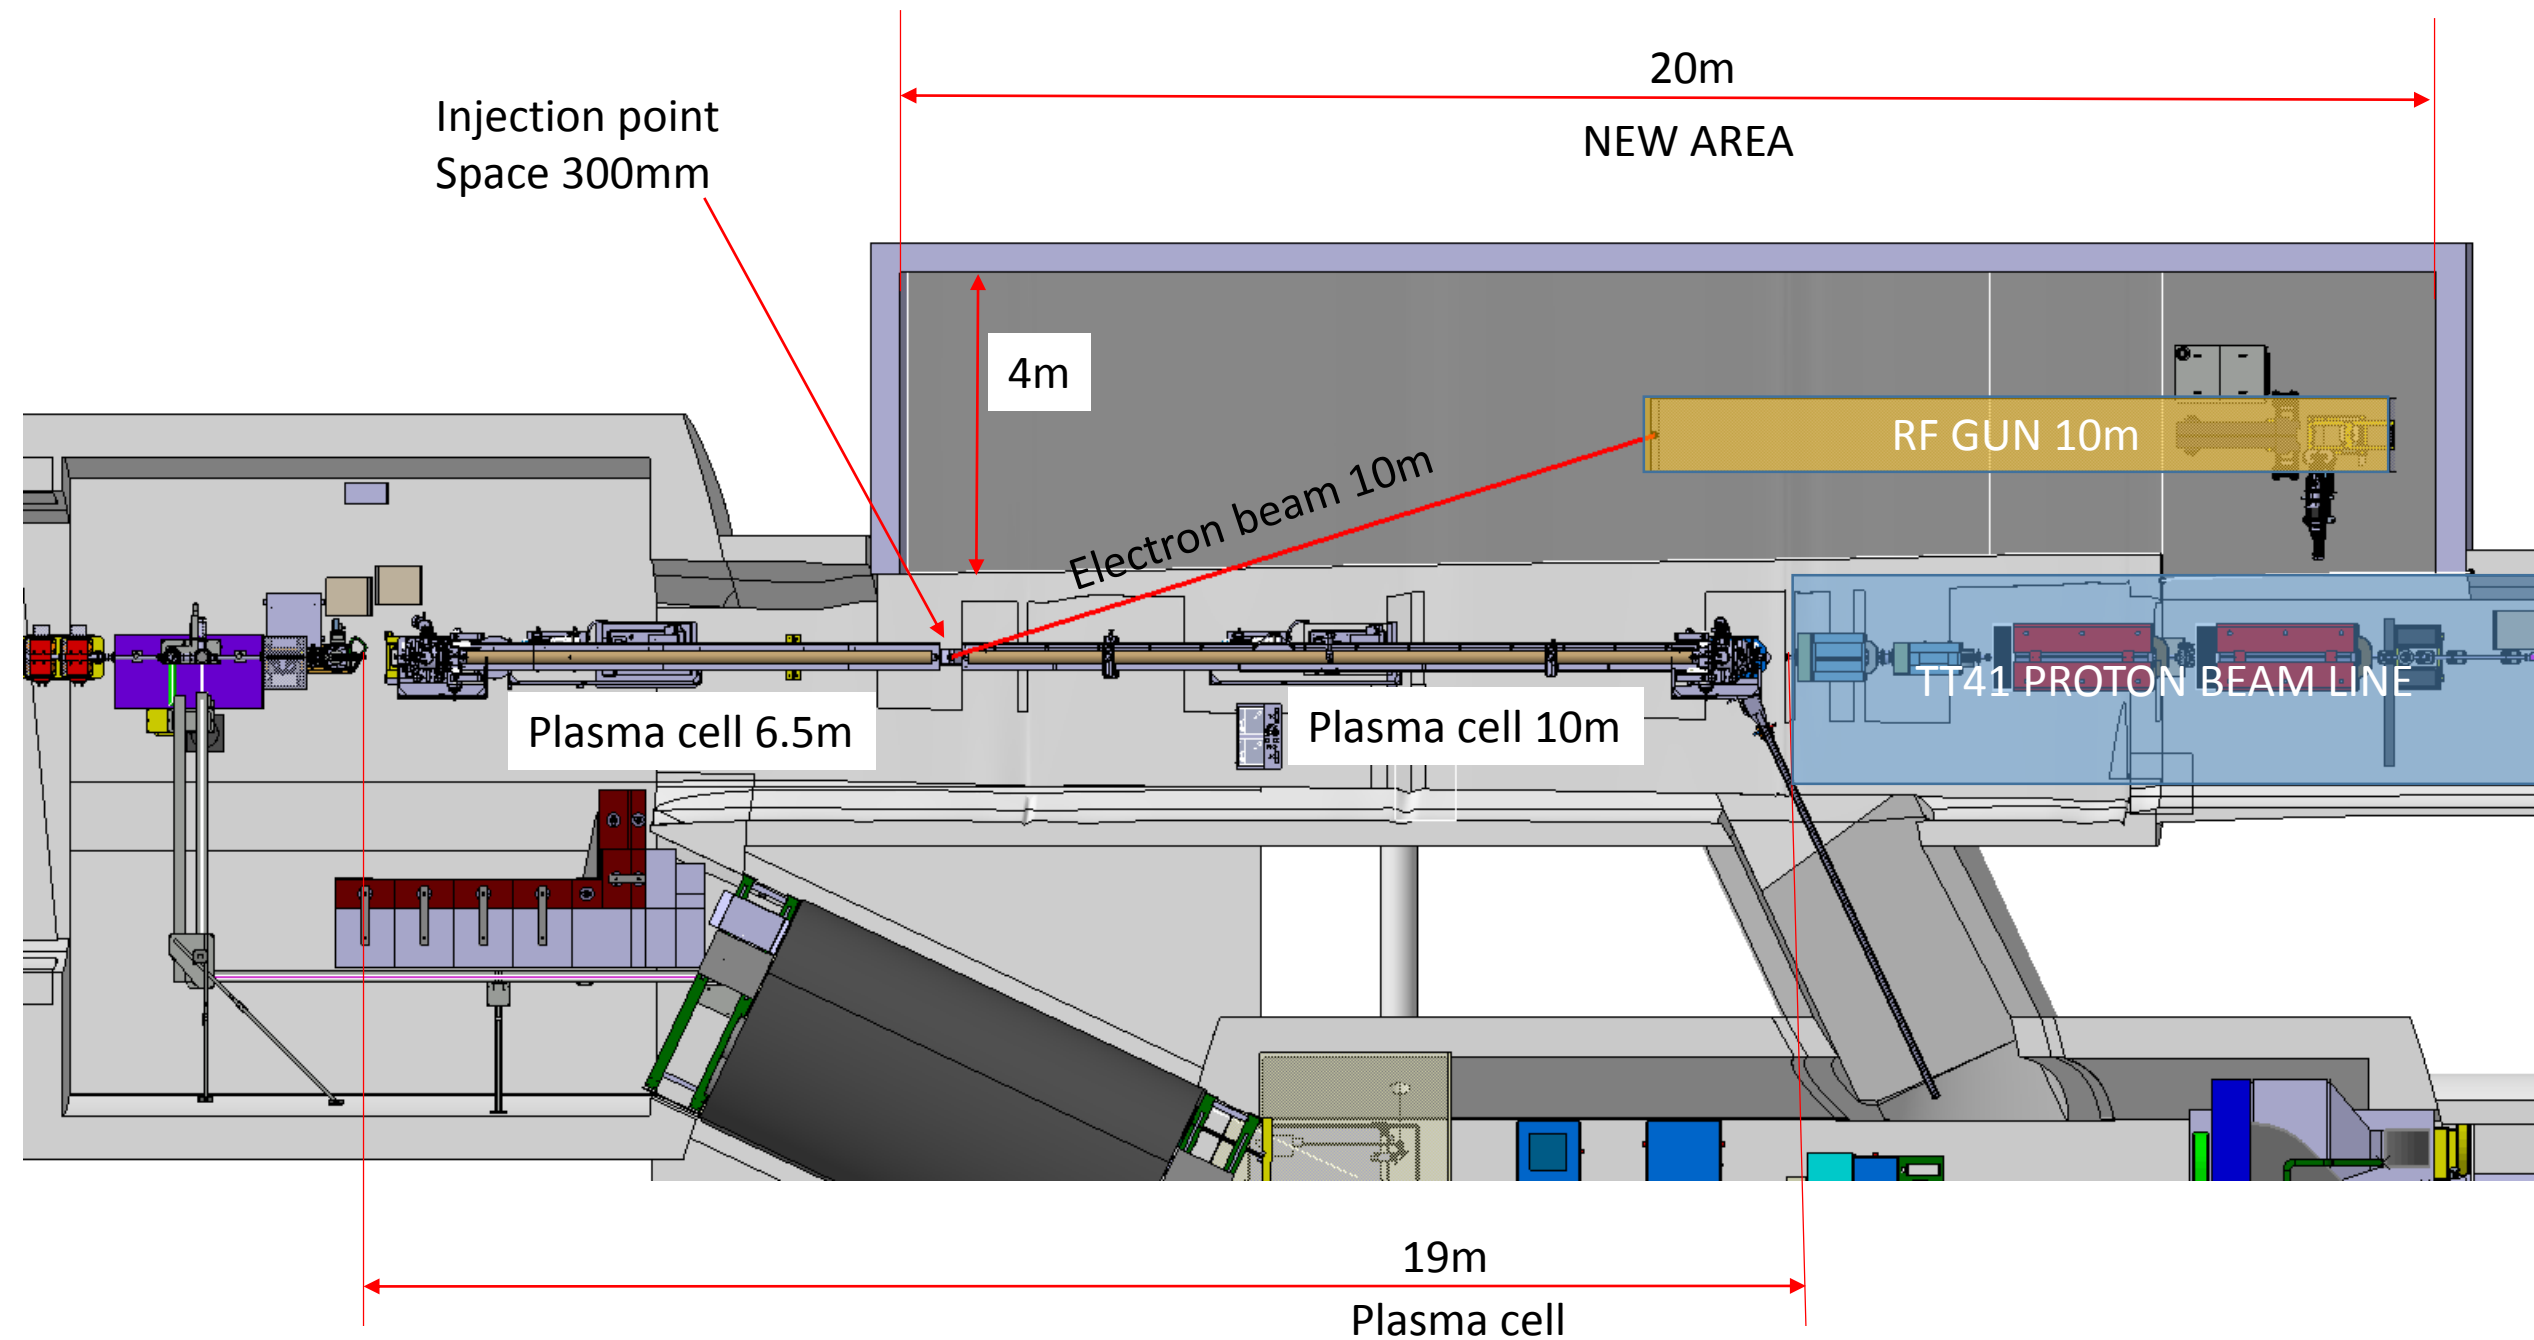 20m
NEW AREA
Injection point
Space 300mm
4m
RF GUN 10m
Electron beam 10m
TT41 PROTON BEAM LINE
Plasma cell 6.5m
Plasma cell 10m
19m
Plasma cell